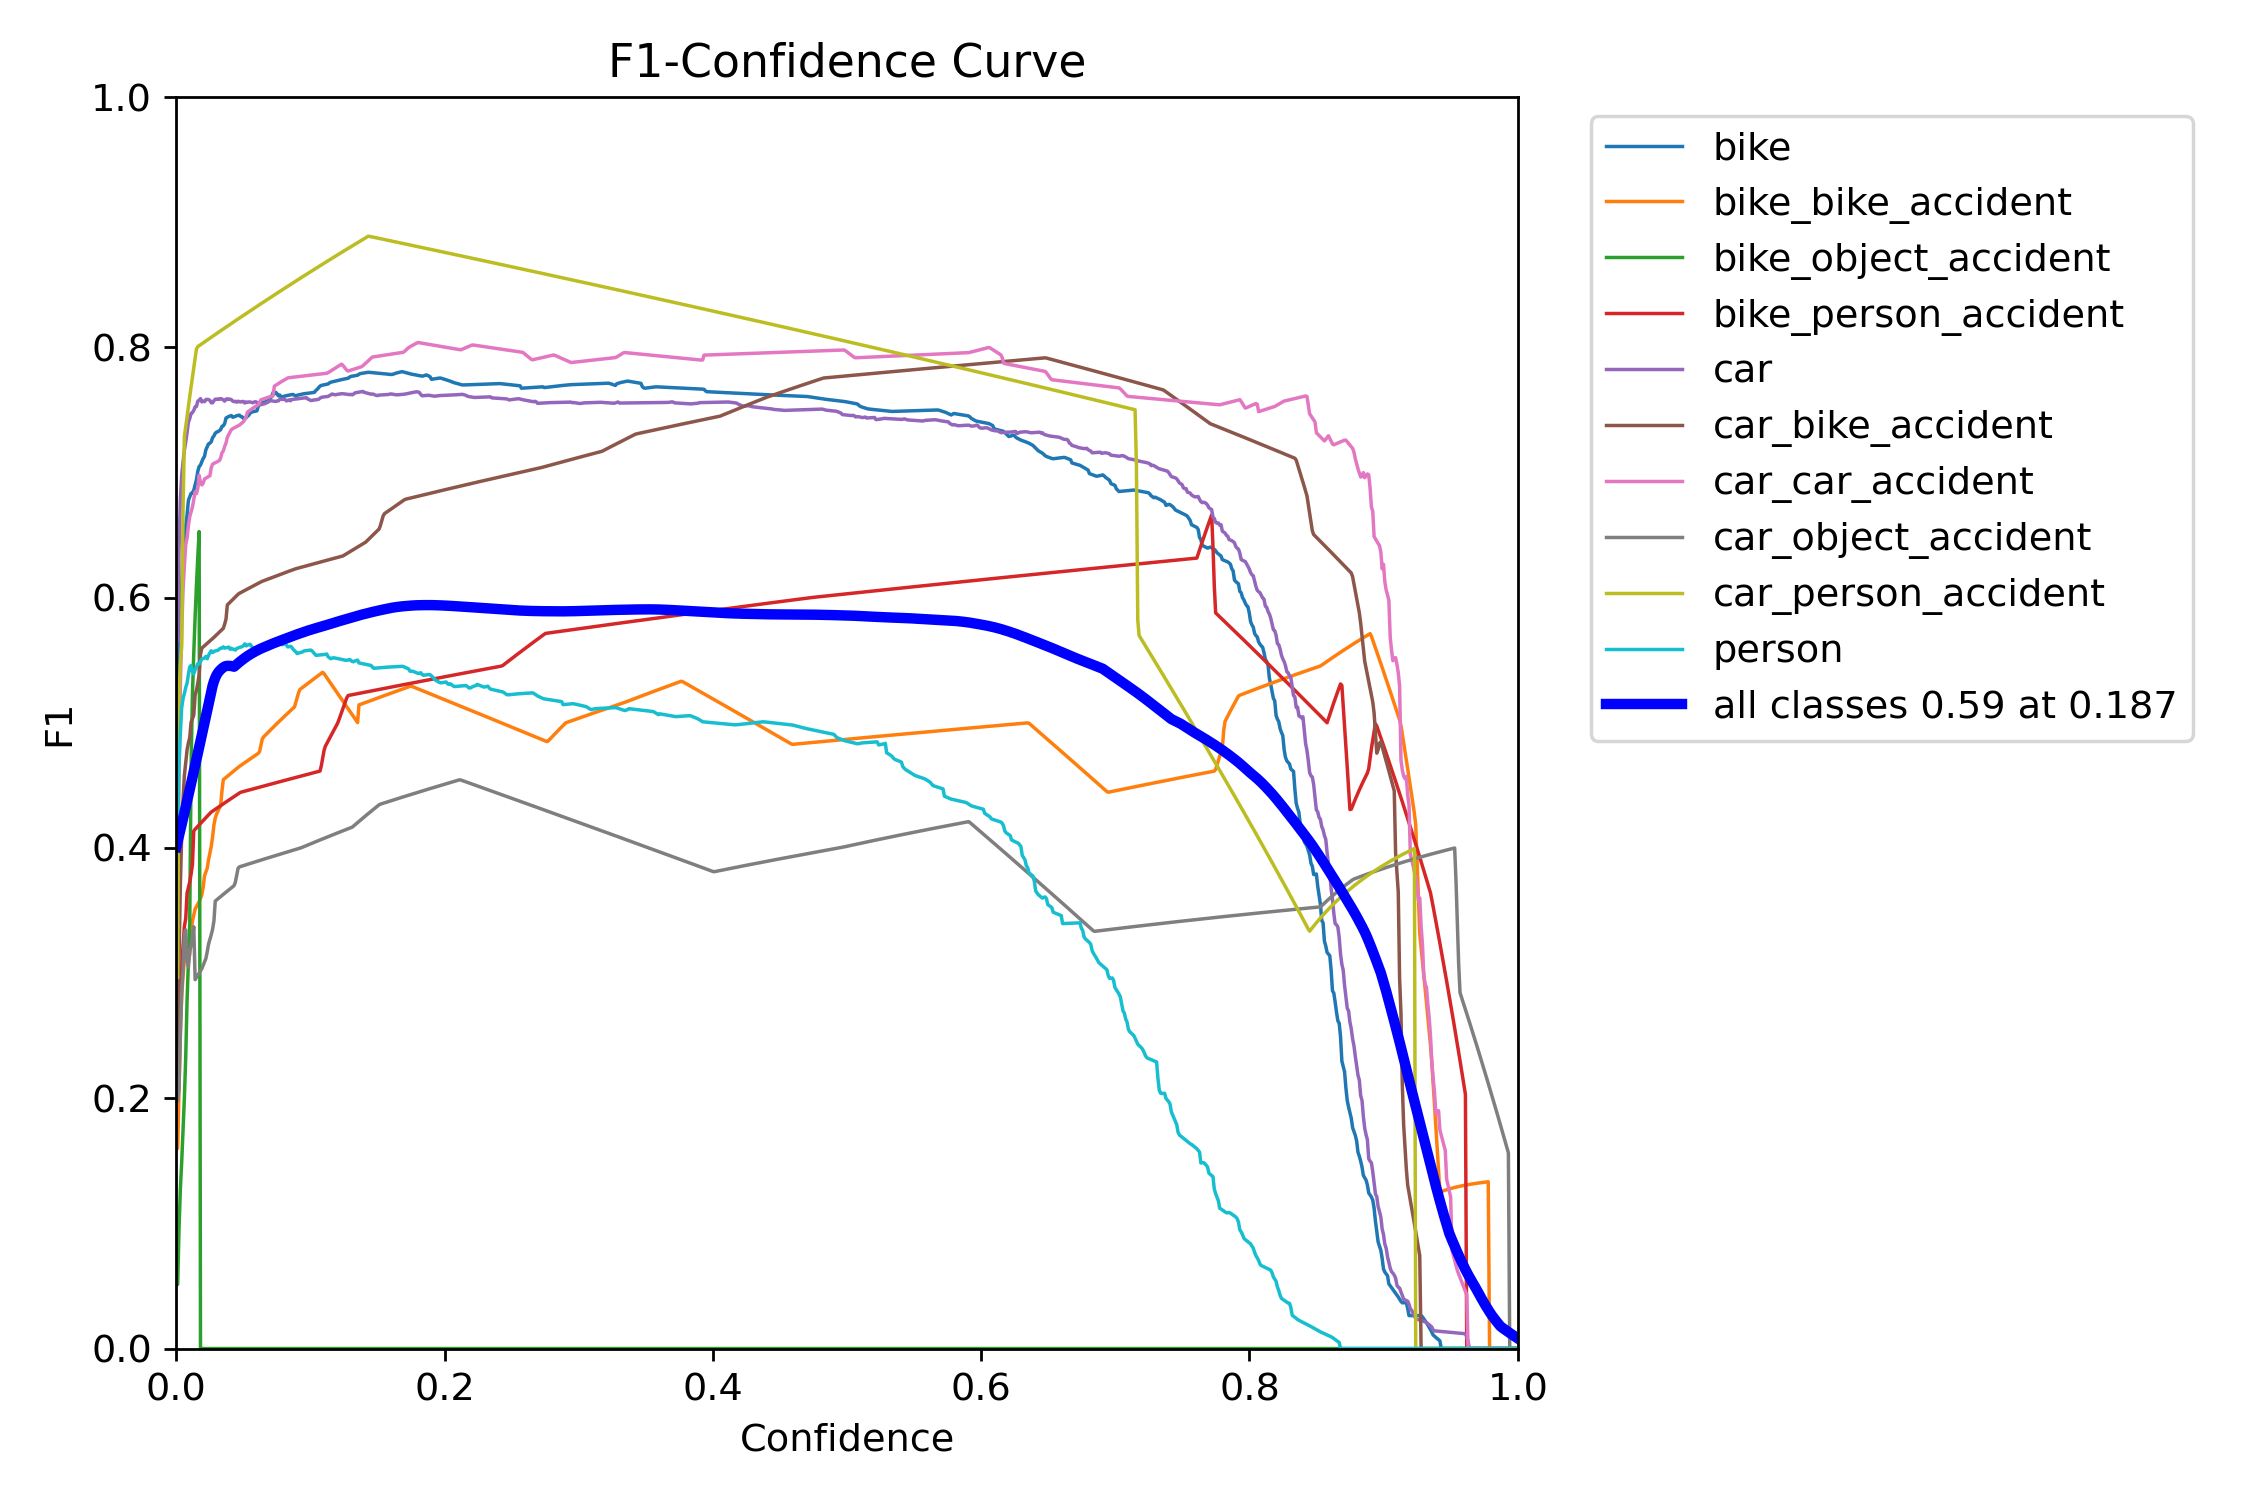 F1-Confidence Curve
1.0
0.8
0.6
0.4
0.2
0.0
F1
0.0 0.2 0.4 0.6 0.8 1.0
Confidence
bike
bike_bike_accident
bike_object_accident
bike_person_accident
car
car_bike_accident
car_car_accident
car_object_accident
car_person_accident
person
all classes 0.59 at 0.187